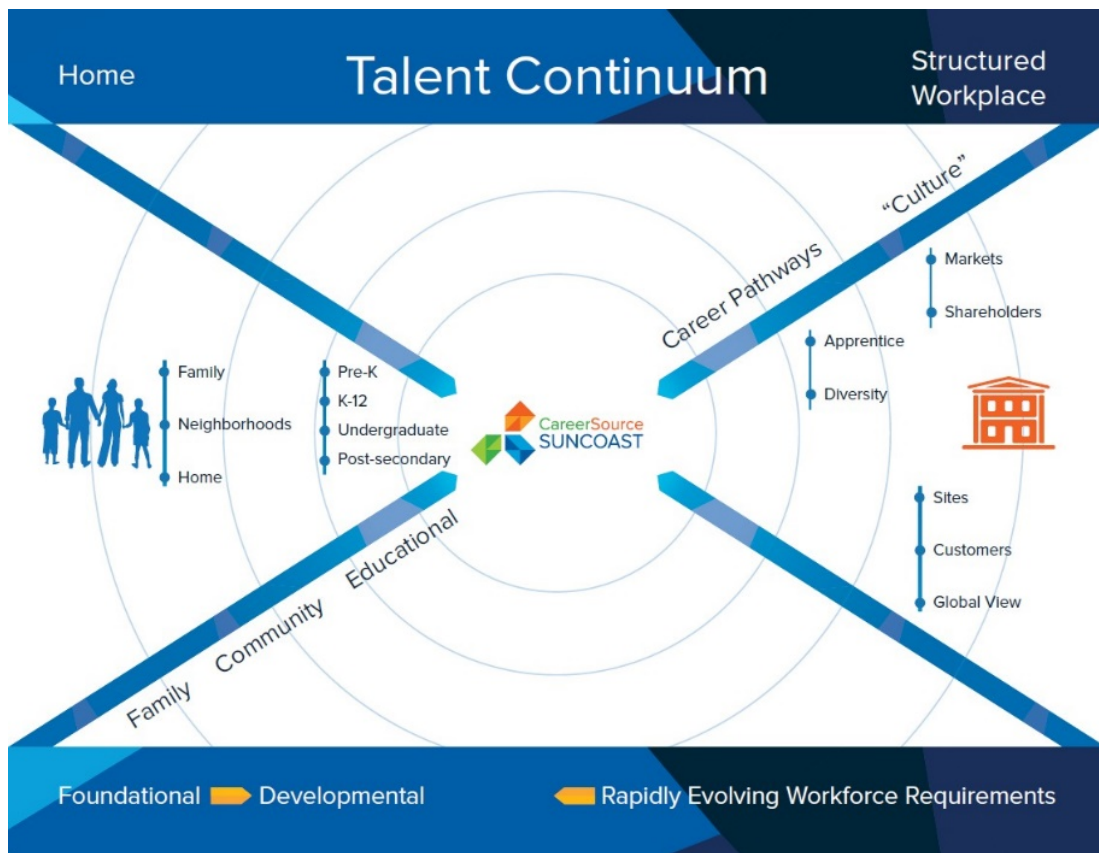 Home
Talent Continuum
Structured
Workplace
"Culture"
Career Pathways
Markets
Shareholders
Apprentice
Diversity
Family
Neighborhoods
Home
Pre-K
K-12
Undergraduate
Post-secondary
CareerSource
SUNCOAST
Sites
Customers
Global View
Educational
Community
Family
Foundational
Developmental
Rapidly Evolving Workforce Requirements